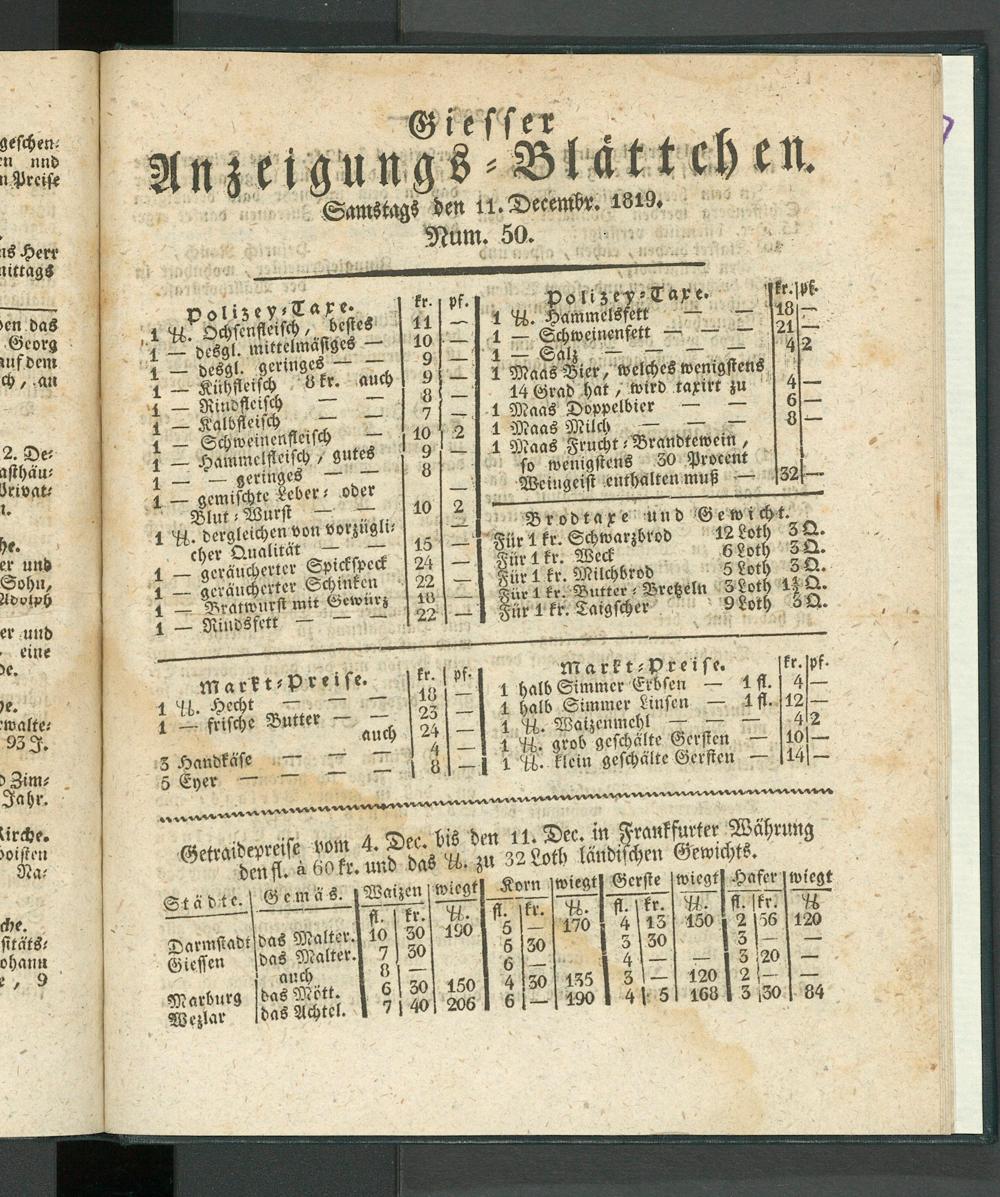 Giesser
Anzeigungs-Blättchen.
Samstags den 11. Decembr. 1819.
Num. 50.
Polizey-Taxe. kr. pf.
1 ℔. Ochsenfleisch, bestes 11 —
1 — desgl. mittelmäsiges — 10 —
1 — desgl. geringes — — 9 —
1 — Kühfleisch 8 kr. auch 9 —
1 — Rindfleisch — — 8 —
1 — Kalbfleisch — — 7 —
1 — Schweinenfleisch — 10 2
1 — Hammelfleisch, gutes 9 —
1 — — geringes — — 8 —
1 — gemischte Leber- oder
Blut-Wurst — — 10 2
1 ℔. dergleichen von vorzügli-
cher Qualität — — 15 —
1 — geräucherter Spickspeck 24 —
1 — geräucherter Schinken 22 —
1 — Bratwurst mit Gewürz 18 —
1 — Rindsfett — — 22 —
Polizey-Taxe. kr. pf.
1 ℔. Hammelsfett — — 18 —
1 — Schweinenfett — — 21 —
1 — Salz — — — 4 2
1 Maas Bier, welches wenigstens
14 Grad hat, wird taxirt zu 4 —
1 Maas Doppelbier — — 6 —
1 Maas Milch — — 8 —
1 Maas Frucht-Brandtewein,
so wenigstens 30 Procent
Weingeist enthalten muß — 32 —
Brodtaxe und Gewicht.
Für 1 kr. Schwarzbrod 12 Loth 3 Q.
Für 1 kr. Weck 6 Loth 3 Q.
Für 1 kr. Milchbrod 5 Loth 3 Q.
Für 1 kr. Butter-Bretzeln 3 Loth 1½ Q.
Für 1 kr. Taigscher 9 Loth 3 Q.
Markt-Preise. kr. pf.
1 ℔. Hecht — — — 18 —
1 — frische Butter — — 23 —
auch 24 —
3 Handkäse — — — 4 —
5 Eyer — — — — 8 —
Markt-Preise. kr. pf.
1 halb Simmer Erbsen — 1 fl. 4 —
1 halb Simmer Linsen — 1 fl. 12 —
1 ℔. Waizenmehl — — — 4 2
1 ℔. grob geschälte Gersten — 10 —
1 ℔. klein geschälte Gersten — 14 —
Getraidepreise vom 4. Dec. bis den 11. Dec. in Frankfurter Währung
den fl. à 60 kr. und das ℔. zu 32 Loth ländischen Gewichts.
Städte. Gemäs. Waizen wiegt Korn wiegt Gerste wiegt Hafer wiegt
fl. kr. ℔. fl. kr. ℔. fl. kr. ℔. fl. kr. ℔
Darmstadt das Malter. 10 30 190 5 — 170 4 13 150 2 56 120
Giessen das Malter. 7 30 6 30 3 30 3 — —
auch 8 — 6 — 4 — — 3 20 —
Marburg das Mött. 6 30 150 4 30 135 3 — 120 2 — —
Wezlar das Achtel. 7 40 206 6 — 190 4 5 168 3 30 84